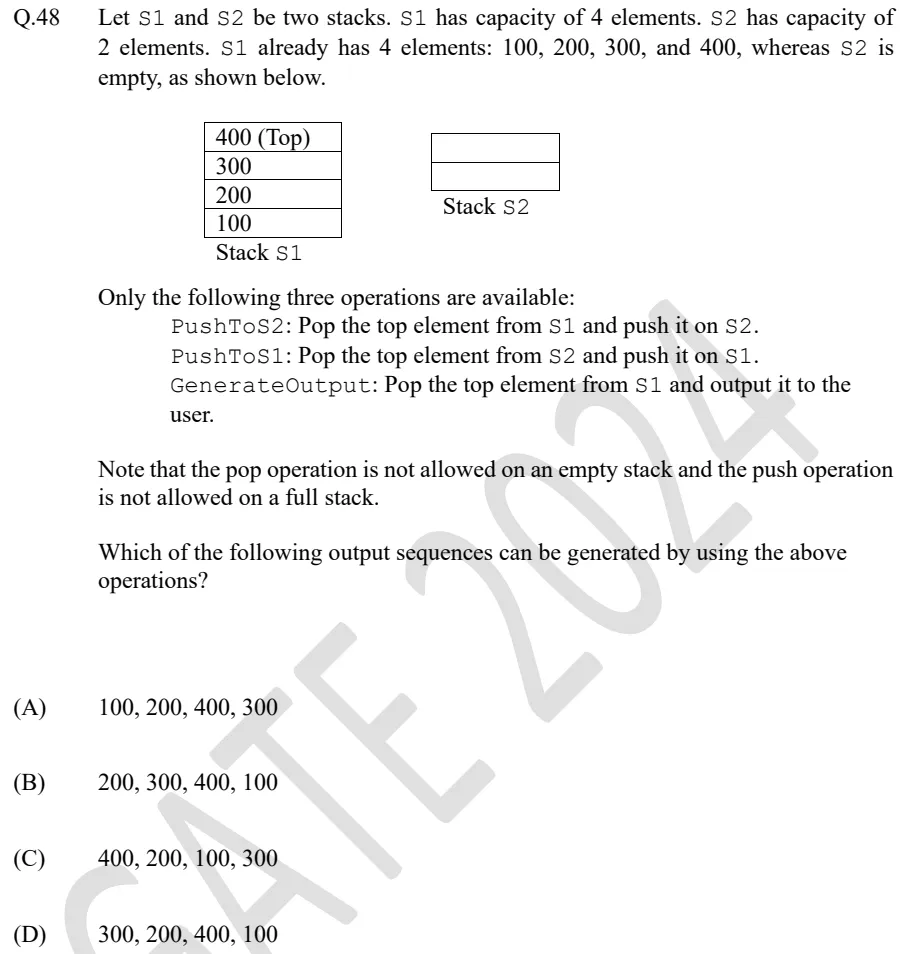 Q.48 Let S1 and S2 be two stacks. S1 has capacity of 4 elements. S2 has capacity of
2 elements. S1 already has 4 elements: 100, 200, 300, and 400, whereas S2 is
empty, as shown below.
400 (Top)
300
200
100
Stack S1
Stack S2
Only the following three operations are available:
PushToS2: Pop the top element from S1 and push it on S2.
PushToS1: Pop the top element from S2 and push it on S1.
GenerateOutput: Pop the top element from S1 and output it to the
user.
Note that the pop operation is not allowed on an empty stack and the push operation
is not allowed on a full stack.
Which of the following output sequences can be generated by using the above
operations?
(A) 100, 200, 400, 300
(B) 200, 300, 400, 100
(C) 400, 200, 100, 300
(D) 300, 200, 400, 100
GATE 2024